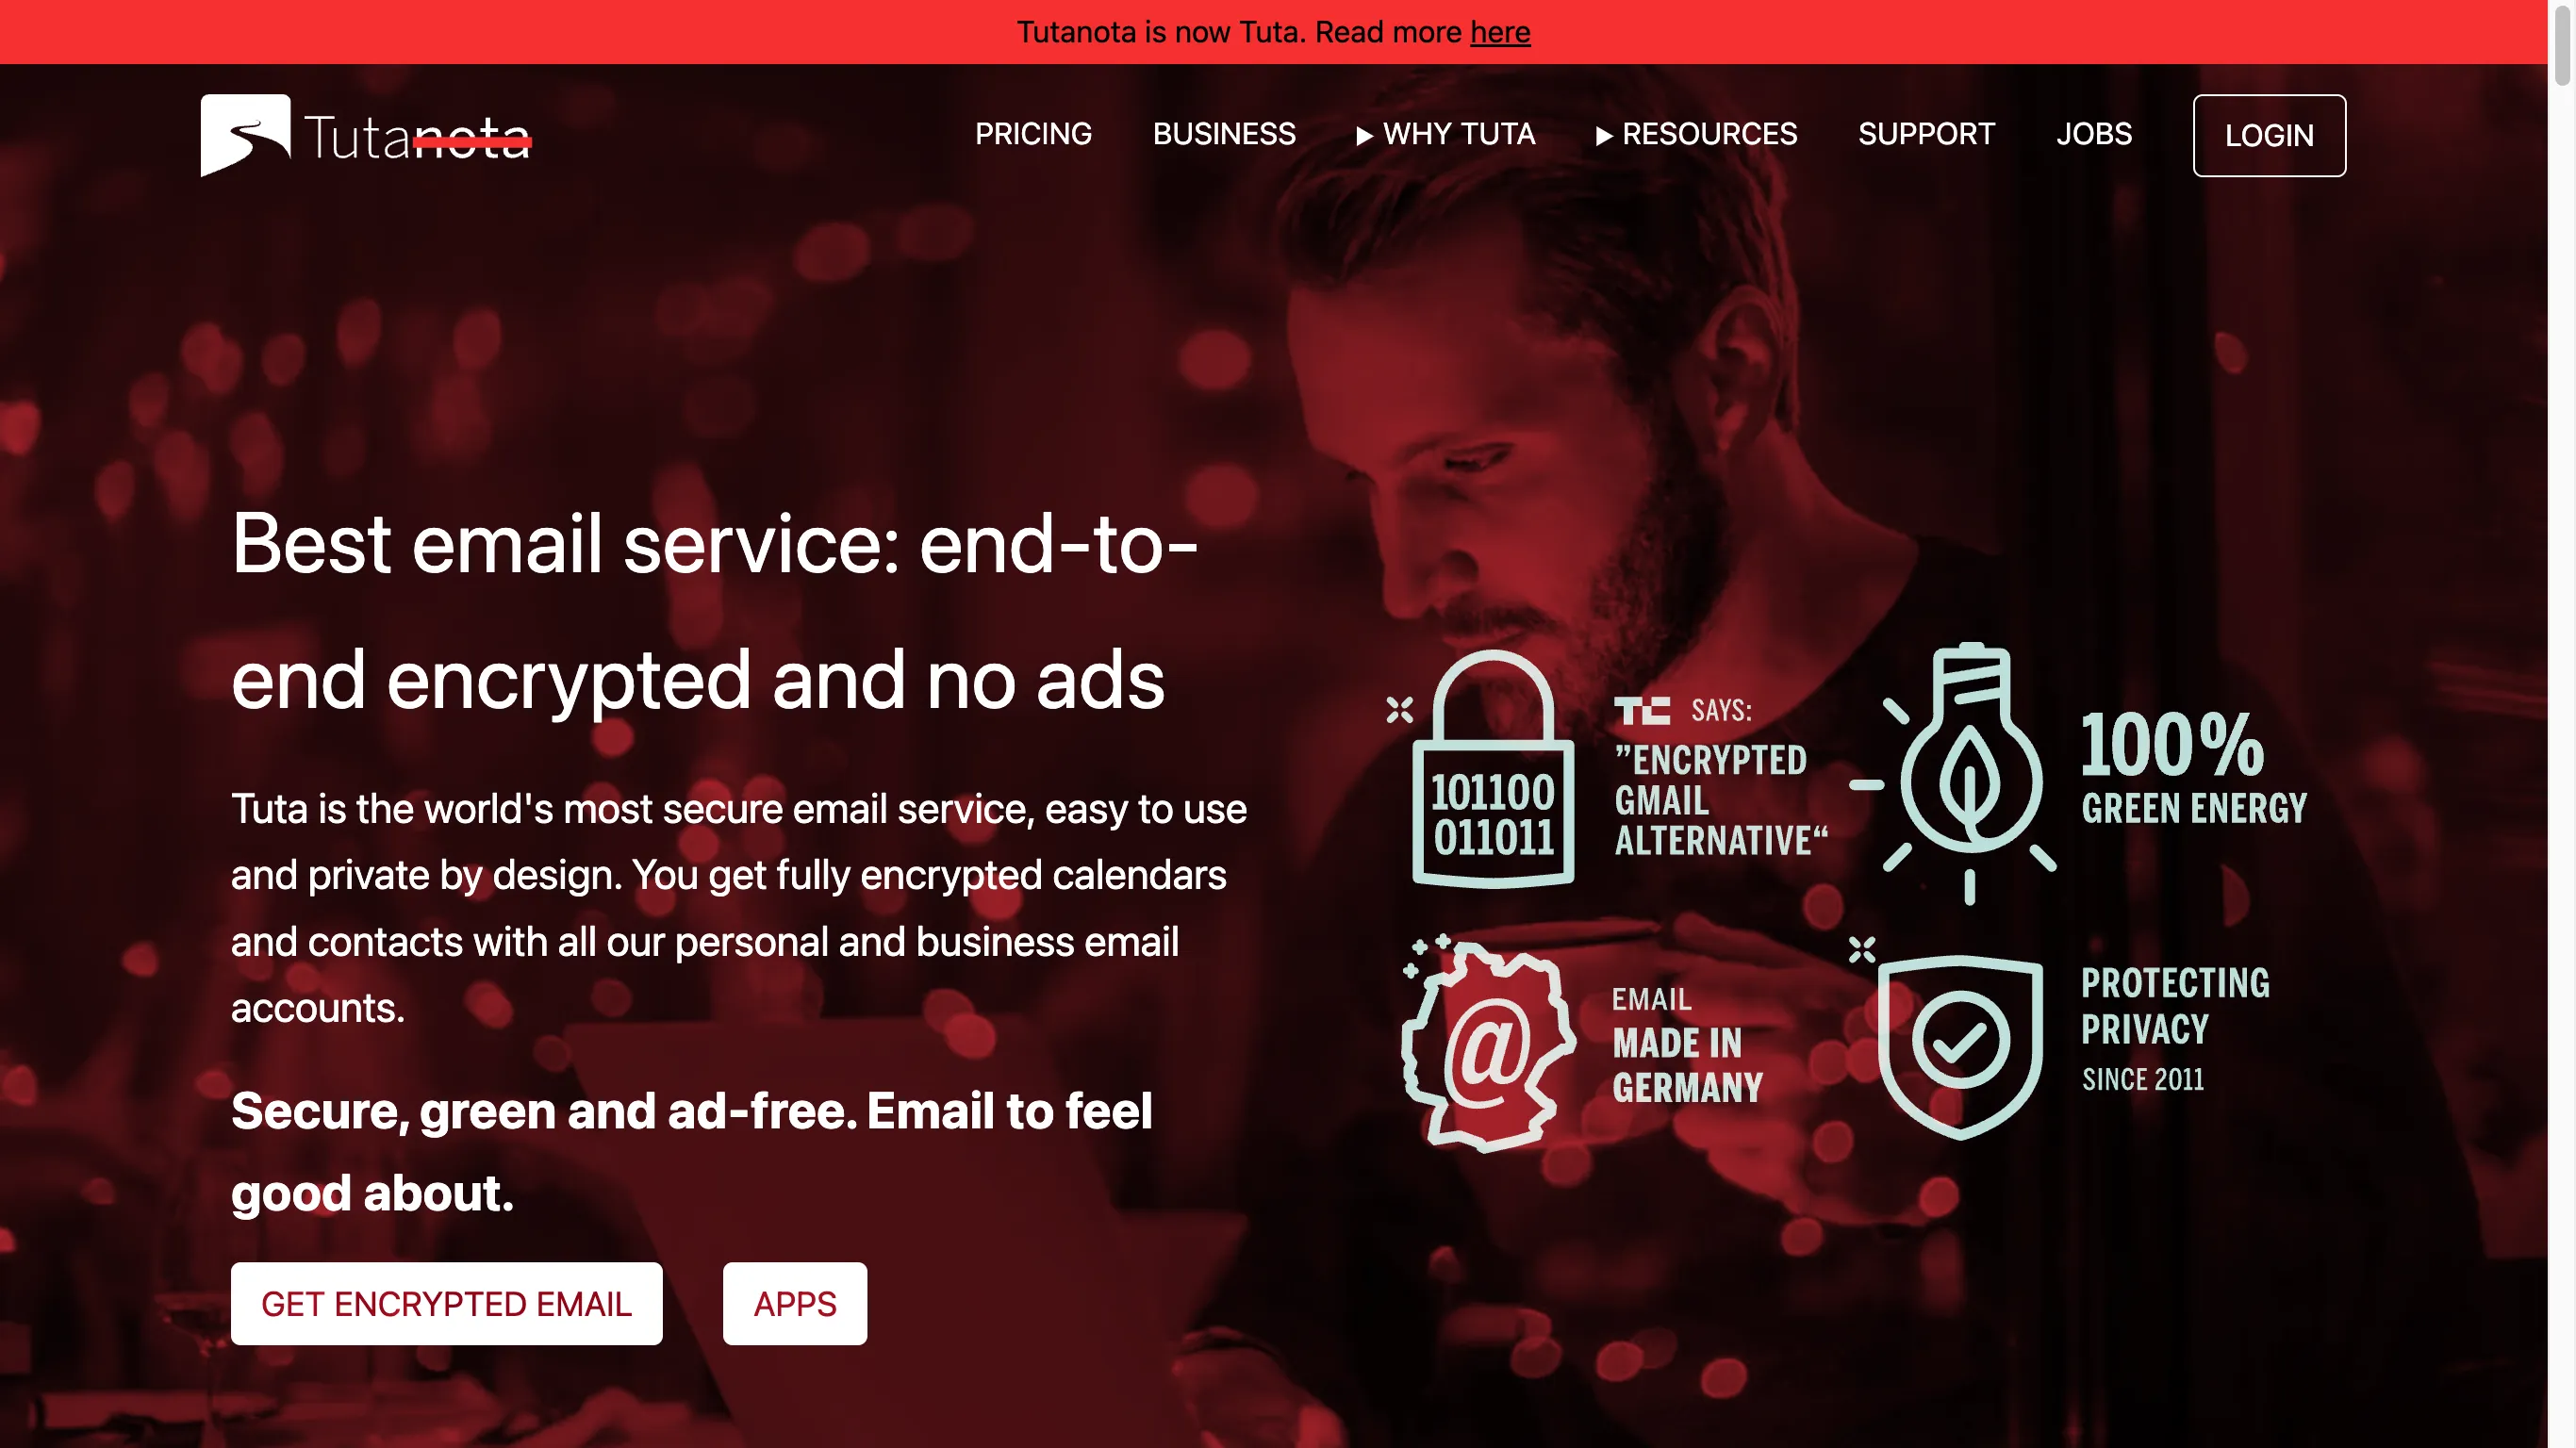 Tutanota is now Tuta. Read more here
Tutanota
PRICING
BUSINESS
WHY TUTA
RESOURCES
SUPPORT
JOBS
LOGIN
Best email service: end-to-
end encrypted and no ads
Tuta is the world's most secure email service, easy to use
and private by design. You get fully encrypted calendars
and contacts with all our personal and business email
accounts.
Secure, green and ad-free. Email to feel
good about.
GET ENCRYPTED EMAIL
APPS
101100
011011
TC SAYS:
”ENCRYPTED
GMAIL
ALTERNATIVE“
100%
GREEN ENERGY
@
EMAIL
MADE IN
GERMANY
PROTECTING
PRIVACY
SINCE 2011